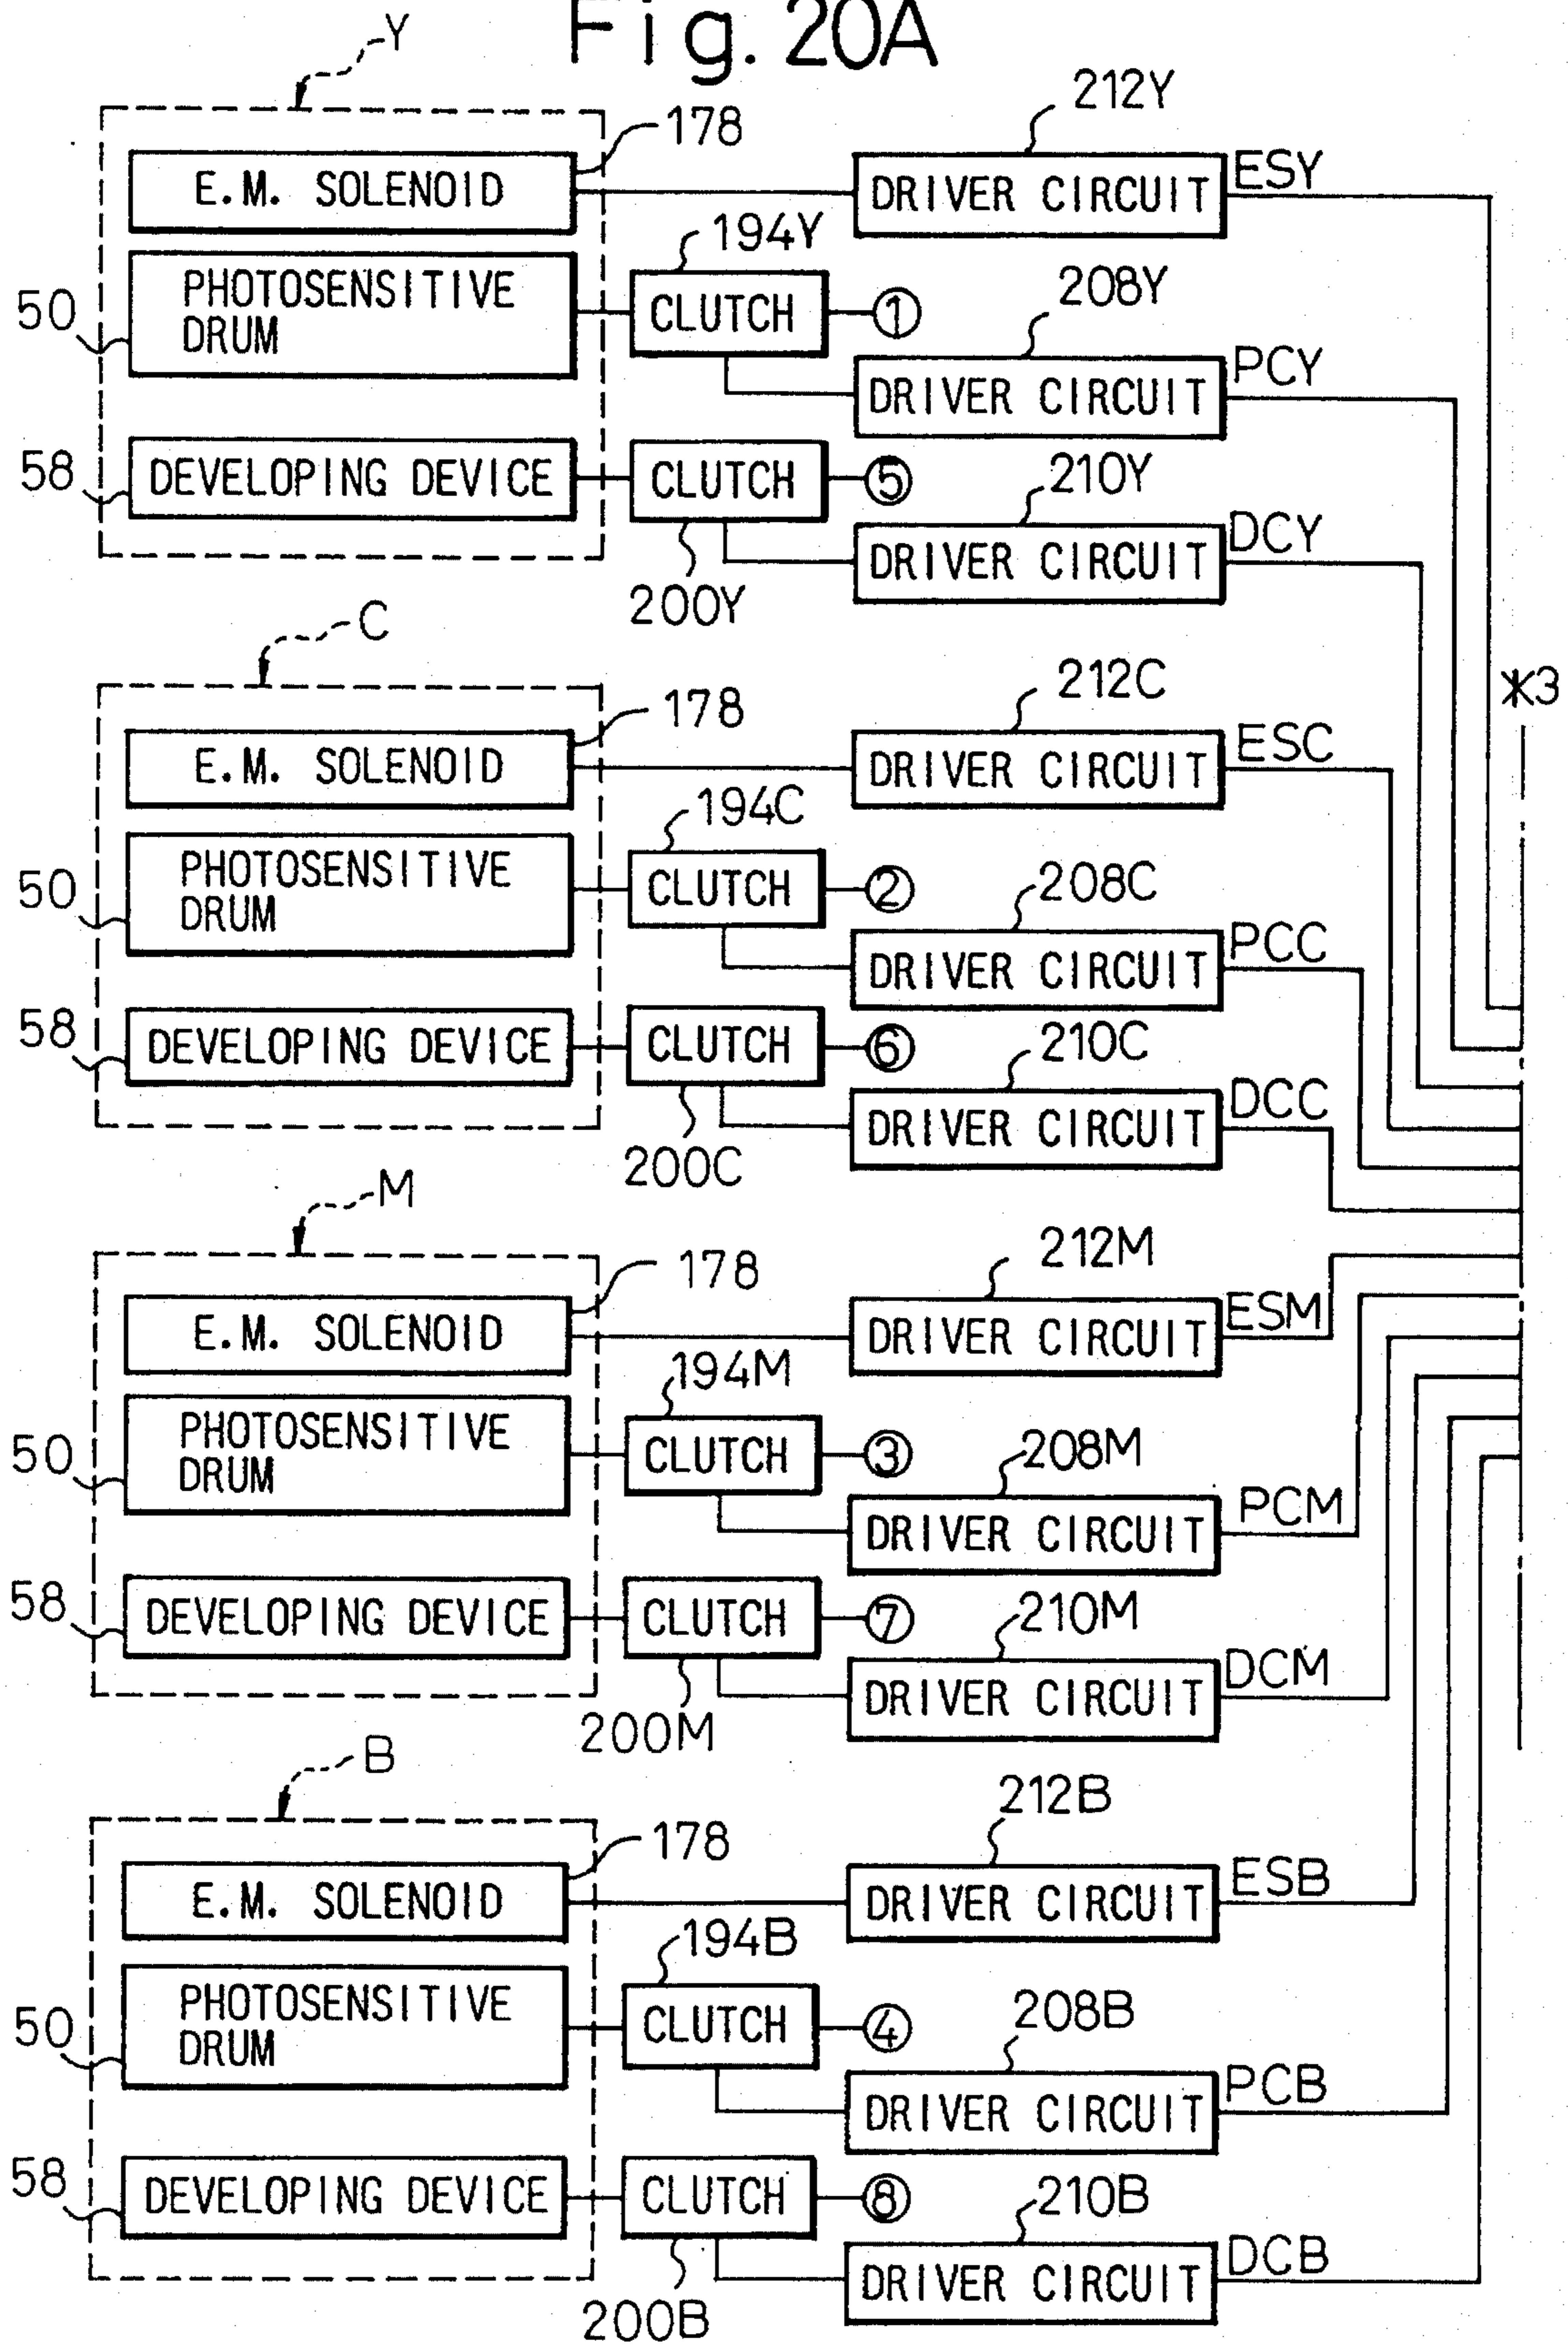 Fig. 20A
Y
178
212Y
E.M. SOLENOID
DRIVER CIRCUIT
ESY
194Y
50
PHOTOSENSITIVE
DRUM
CLUTCH
①
208Y
DRIVER CIRCUIT
PCY
58
DEVELOPING DEVICE
CLUTCH
⑤
210Y
DRIVER CIRCUIT
DCY
200Y
C
178
212C
E.M. SOLENOID
DRIVER CIRCUIT
ESC
※3
194C
50
PHOTOSENSITIVE
DRUM
CLUTCH
②
208C
DRIVER CIRCUIT
PCC
58
DEVELOPING DEVICE
CLUTCH
⑥
210C
DRIVER CIRCUIT
DCC
200C
M
178
212M
E.M. SOLENOID
DRIVER CIRCUIT
ESM
194M
50
PHOTOSENSITIVE
DRUM
CLUTCH
③
208M
DRIVER CIRCUIT
PCM
58
DEVELOPING DEVICE
CLUTCH
⑦
210M
DRIVER CIRCUIT
DCM
200M
B
178
212B
E.M. SOLENOID
DRIVER CIRCUIT
ESB
194B
50
PHOTOSENSITIVE
DRUM
CLUTCH
④
208B
DRIVER CIRCUIT
PCB
58
DEVELOPING DEVICE
CLUTCH
⑧
210B
DRIVER CIRCUIT
DCB
200B